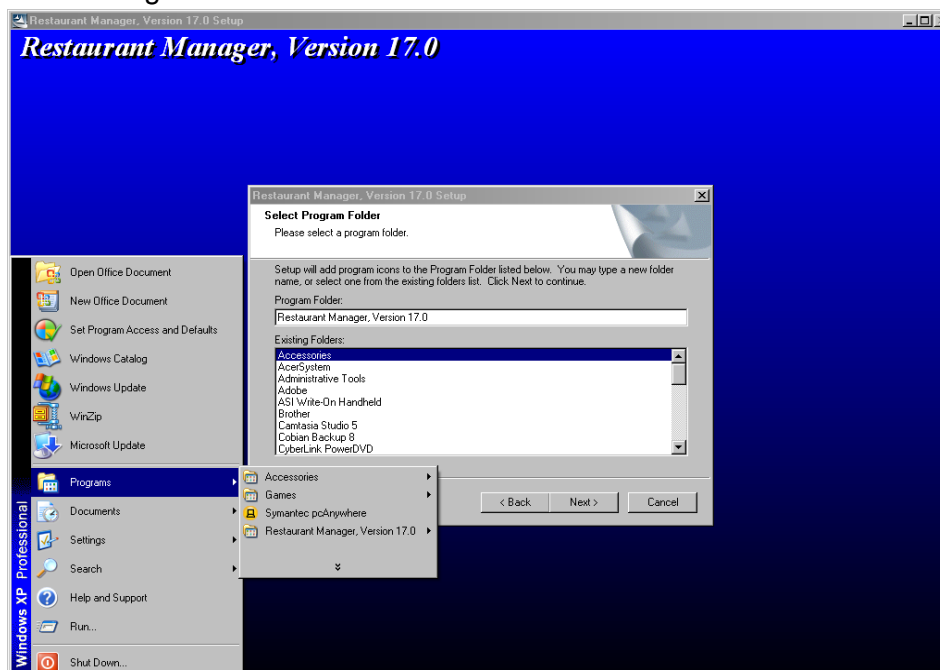 Restaurant Manager, Version 17.0 Setup
Restaurant Manager, Version 17.0
Restaurant Manager, Version 17.0 Setup
Select Program Folder
Please select a program folder.
Setup will add program icons to the Program Folder listed below. You may type a new folder
name, or select one from the existing folders list. Click Next to continue.
Program Folder:
Restaurant Manager, Version 17.0
Existing Folders:
Accessories
AcerSystem
Administrative Tools
Adobe
ASI Write-On Handheld
Brother
Camtasia Studio 5
Cobian Backup 8
CyberLink PowerDVD
< Back Next > Cancel
Open Office Document
New Office Document
Set Program Access and Defaults
Windows Catalog
Windows Update
WinZip
Microsoft Update
Programs
Documents
Settings
Search
Help and Support
Run...
Shut Down...
Windows XP Professional
Accessories
Games
Symantec pcAnywhere
Restaurant Manager, Version 17.0